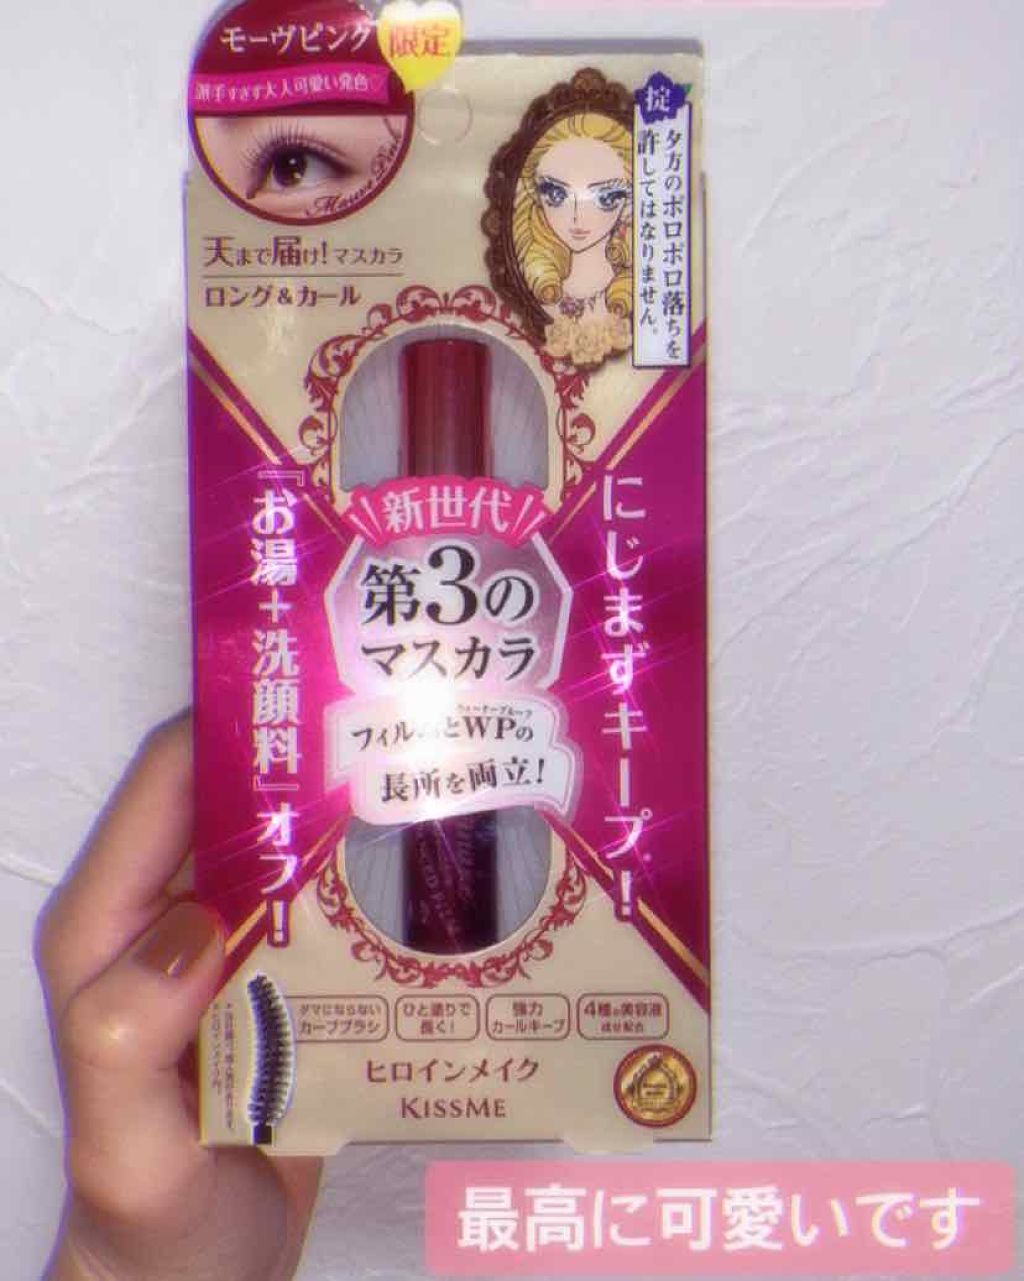 モーヴピンク
限定
派手すぎず大人可愛い発色♡
Mauve Pink
天まで届け!マスカラ
ロング&カール
掟
夕方のポロポロ落ちを
許してはなりません。
にじまずキープ!
『お湯+洗顔料』オフ!
新世代
第3の
マスカラ
フィルムとWPの
ウォータープルーフ
長所を両立!
ダマにならない
カーブブラシ
ひと塗りで
長く!
強力
カールキープ
4種の美容液
成分配合
ヒロインメイク
KISSME
最高に可愛いです